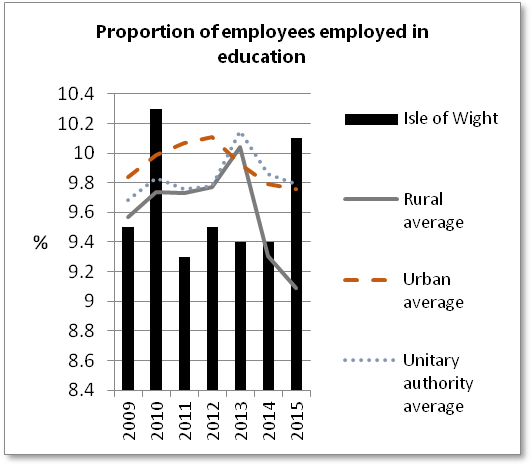 Proportion of employees employed in
education
10.4
10.2
10
9.8
9.6
9.4
9.2
9
8.8
8.6
8.4
%
2009
2010
2011
2012
2013
2014
2015
Isle of Wight
Rural
average
Urban
average
Unitary
authority
average